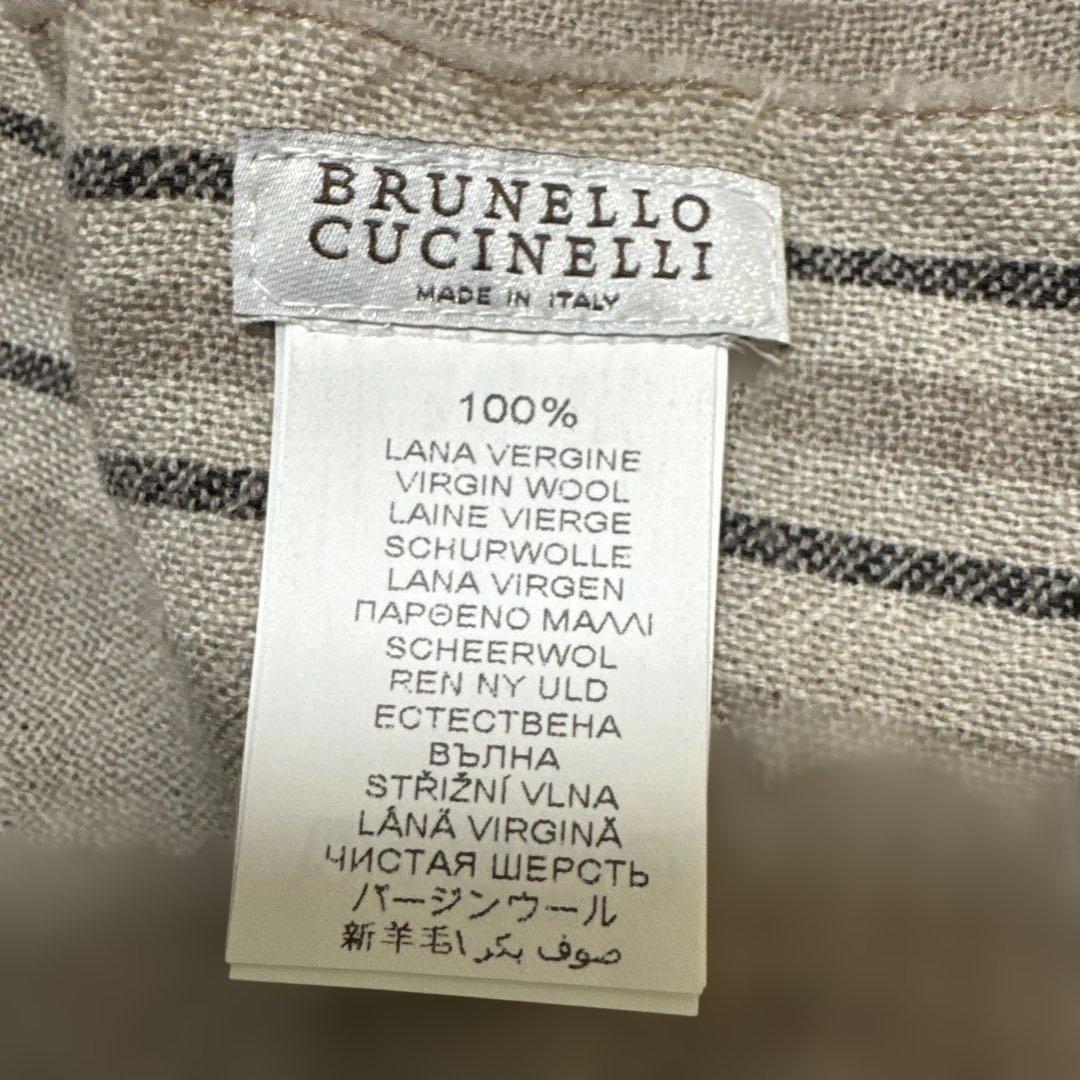 BRUNELLO
CUCINELLI
MADE IN ITALY
100%
LANA VERGINE
VIRGIN WOOL
LAINE VIERGE
SCHURWOLLE
LANA VIRGEN
ΠΑΡΘΕΝΟ ΜΑΛΛΙ
SCHEERWOL
REN NY ULD
ЕСТЕСТВЕНА
ВЪЛНА
STŘIŽNÍ VLNA
LÂNÄ VIRGINĂ
ЧИСТАЯ ШЕРСТЬ
バージンウール
新羊毛\ صوف بكر